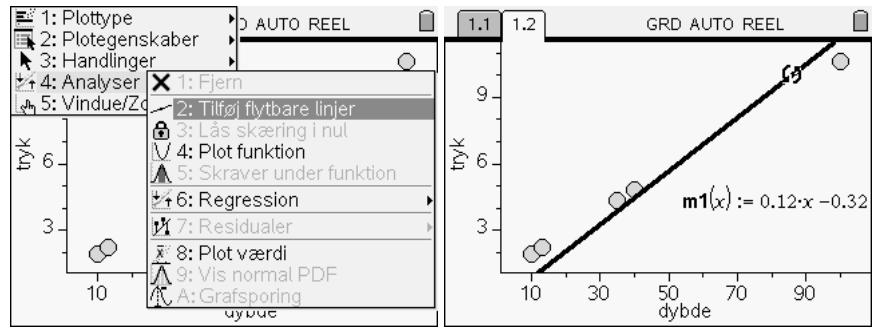 1: Plottype
2: Plotegenskaber
3: Handlinger
4: Analyser
5: Vindue/Zo
AUTO REEL
1: Fjern
2: Tilføj flytbare linjer
3: Lås skæring i nul
4: Plot funktion
5: Skraver under funktion
6: Regression
7: Residualer
8: Plot værdi
9: Vis normal PDF
A: Grafsporing
tryk
6
3
10
dybde
1.1 1.2 GRD AUTO REEL
tryk
9
6
3
m1(x) := 0.12·x −0.32
10 30 50 70 90
dybde